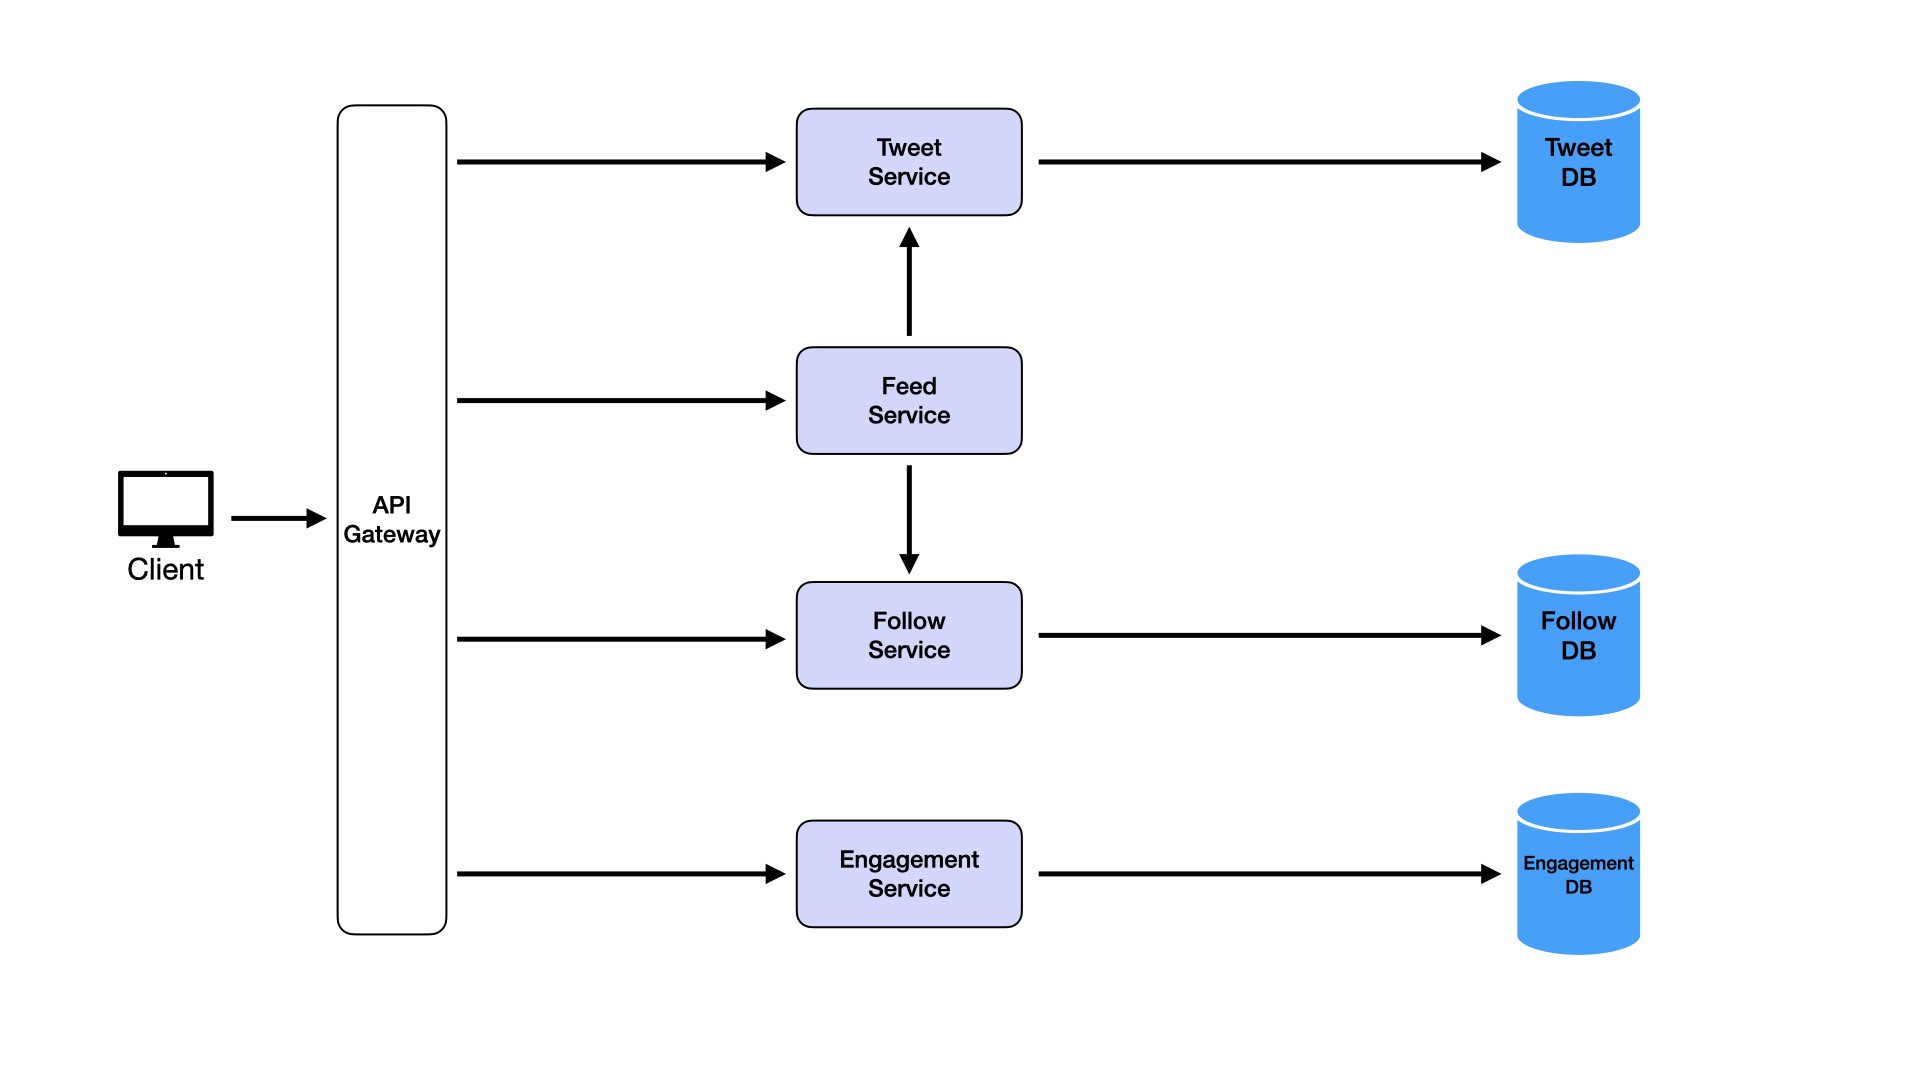 Tweet
Service
Tweet
DB
Feed
Service
API
Gateway
Client
Follow
Service
Follow
DB
Engagement
Service
Engagement
DB